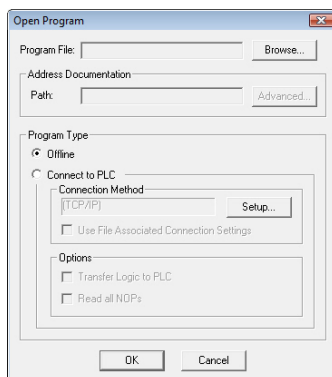 Open Program
Program File: Browse...
Address Documentation
Path: Advanced...
Program Type
Offline
Connect to PLC
Connection Method
(TCP/IP) Setup...
Use File Associated Connection Settings
Options
Transfer Logic to PLC
Read all NOPs
OK Cancel